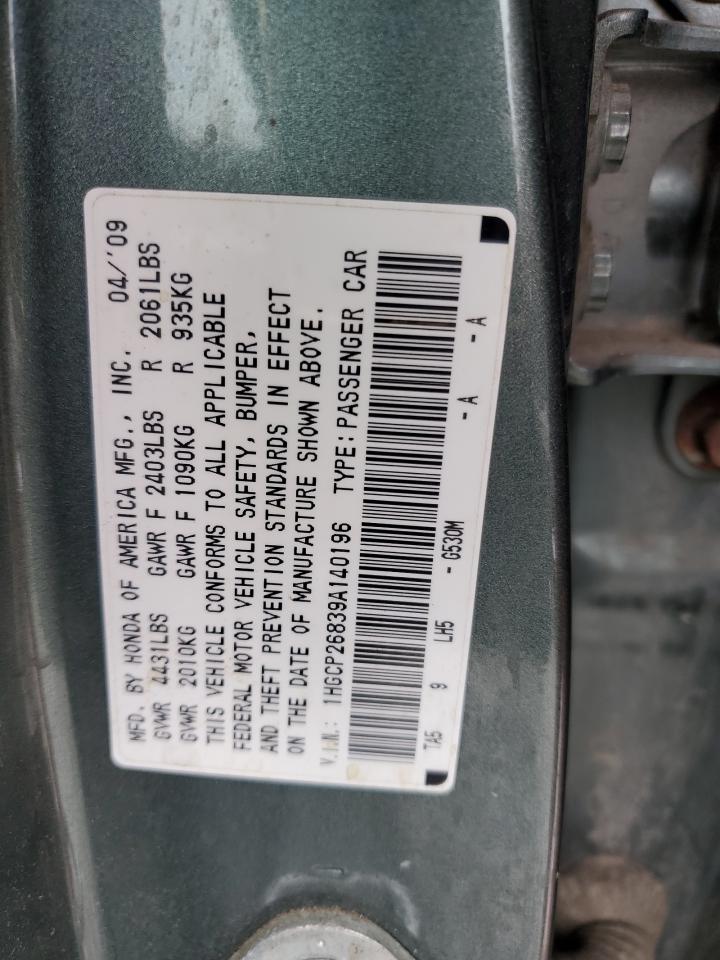 MFD. BY HONDA OF AMERICA MFG., INC. 04/'09
GVWR 4431LBS GAWR F 2403LBS R 2061LBS
GVWR 2010KG GAWR F 1090KG R 935KG
THIS VEHICLE CONFORMS TO ALL APPLICABLE
FEDERAL MOTOR VEHICLE SAFETY, BUMPER,
AND THEFT PREVENTION STANDARDS IN EFFECT
ON THE DATE OF MANUFACTURE SHOWN ABOVE.
V.I.N.: 1HGCP26839A140196 TYPE:PASSENGER CAR
TA5 9 LH5 - G530M - A - A